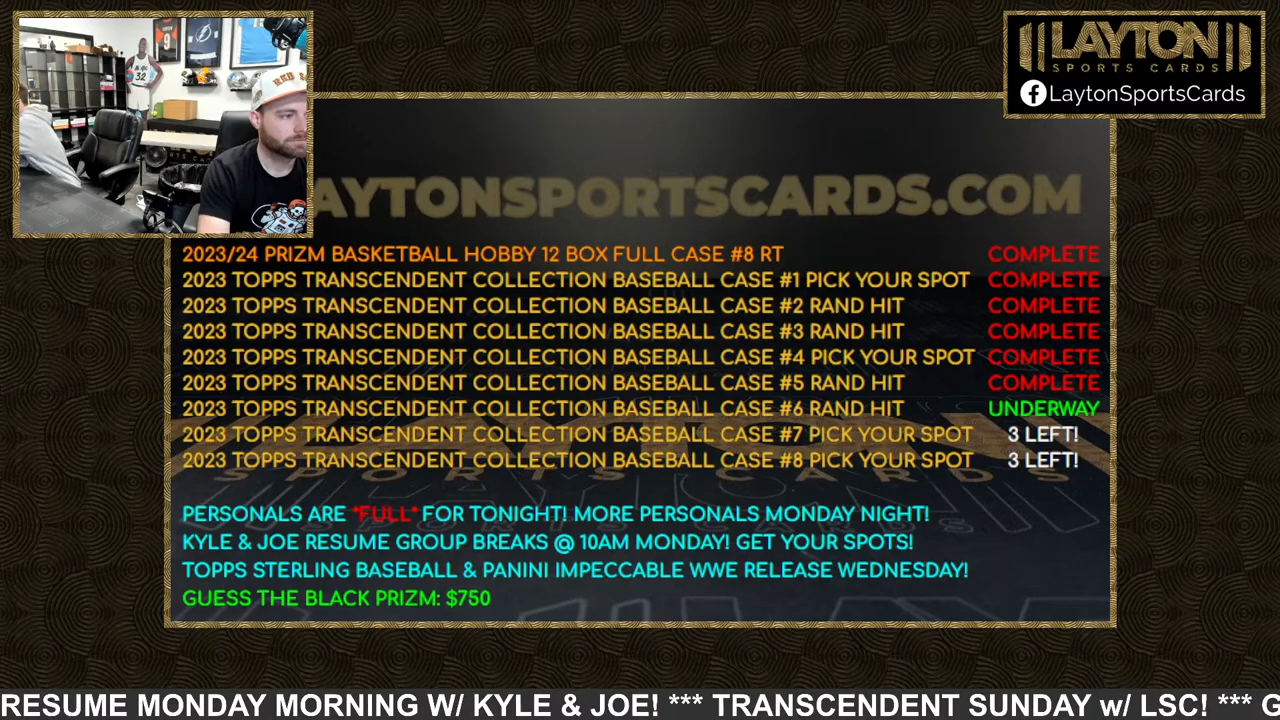 LAYTON
SPORTS CARDS
LaytonSportsCards
32
9
AYTONSPORTSCARDS.COM
2023/24 PRIZM BASKETBALL HOBBY 12 BOX FULL CASE #8 RT COMPLETE
2023 TOPPS TRANSCENDENT COLLECTION BASEBALL CASE #1 PICK YOUR SPOT COMPLETE
2023 TOPPS TRANSCENDENT COLLECTION BASEBALL CASE #2 RAND HIT COMPLETE
2023 TOPPS TRANSCENDENT COLLECTION BASEBALL CASE #3 RAND HIT COMPLETE
2023 TOPPS TRANSCENDENT COLLECTION BASEBALL CASE #4 PICK YOUR SPOT COMPLETE
2023 TOPPS TRANSCENDENT COLLECTION BASEBALL CASE #5 RAND HIT COMPLETE
2023 TOPPS TRANSCENDENT COLLECTION BASEBALL CASE #6 RAND HIT UNDERWAY
2023 TOPPS TRANSCENDENT COLLECTION BASEBALL CASE #7 PICK YOUR SPOT 3 LEFT!
2023 TOPPS TRANSCENDENT COLLECTION BASEBALL CASE #8 PICK YOUR SPOT 3 LEFT!
SPORTS CARDS
PERSONALS ARE *FULL* FOR TONIGHT! MORE PERSONALS MONDAY NIGHT!
KYLE & JOE RESUME GROUP BREAKS @ 10AM MONDAY! GET YOUR SPOTS!
TOPPS STERLING BASEBALL & PANINI IMPECCABLE WWE RELEASE WEDNESDAY!
GUESS THE BLACK PRIZM: $750
RESUME MONDAY MORNING W/ KYLE & JOE! *** TRANSCENDENT SUNDAY w/ LSC! *** G